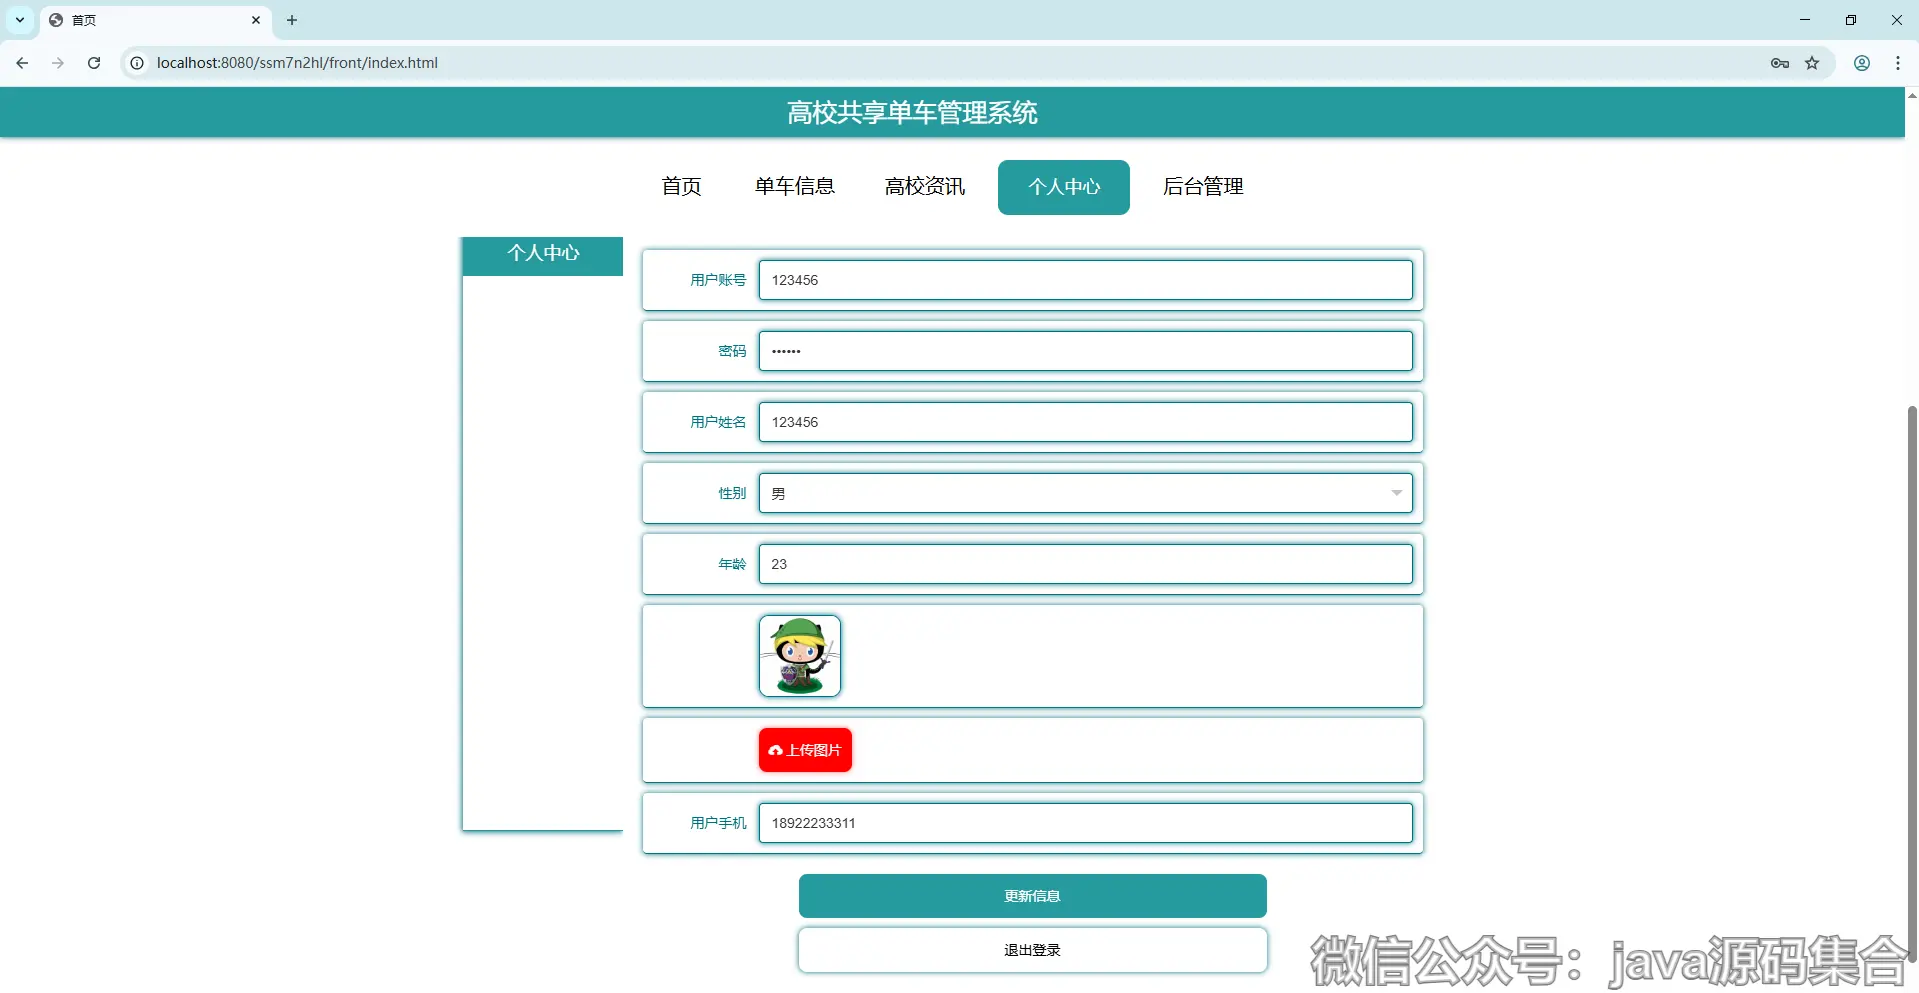 首页
localhost:8080/ssm7n2hl/front/index.html
高校共享单车管理系统
首页 单车信息 高校资讯 个人中心 后台管理
个人中心
用户账号 123456
密码 ••••••
用户姓名 123456
性别 男
年龄 23
上传图片
用户手机 18922233311
更新信息
退出登录
微信公众号：java源码集合